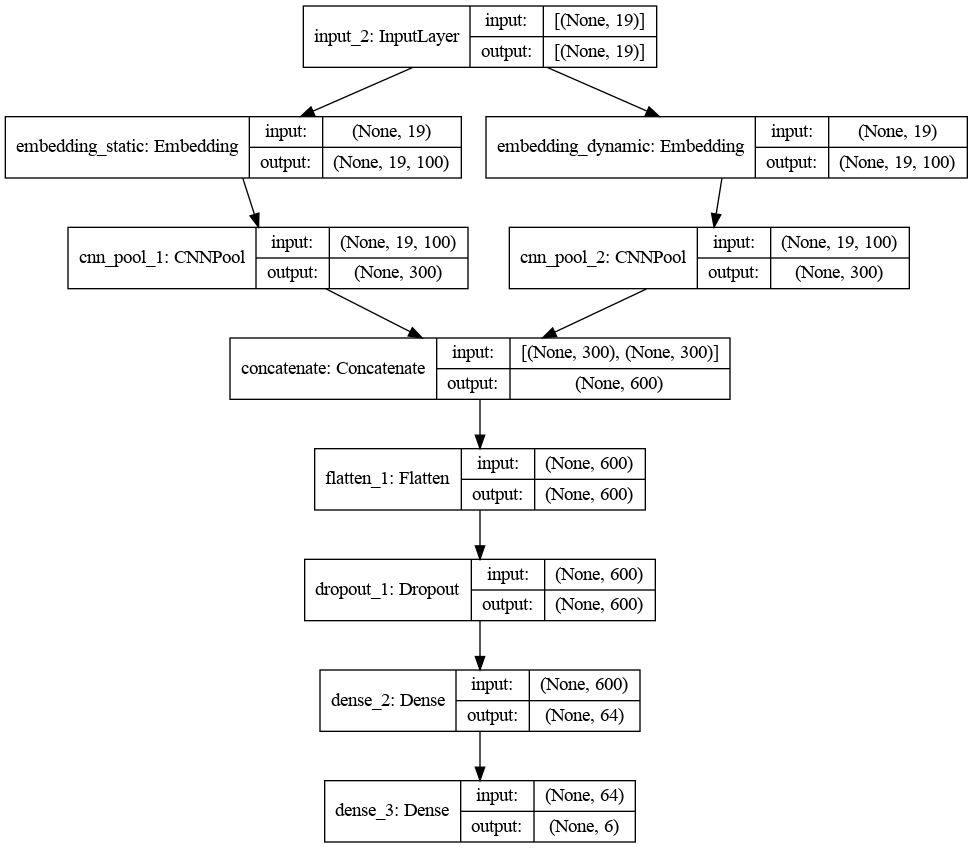 input_2: InputLayer
input: [(None, 19)]
output: [(None, 19)]
embedding_static: Embedding
input: (None, 19)
output: (None, 19, 100)
embedding_dynamic: Embedding
input: (None, 19)
output: (None, 19, 100)
cnn_pool_1: CNNPool
input: (None, 19, 100)
output: (None, 300)
cnn_pool_2: CNNPool
input: (None, 19, 100)
output: (None, 300)
concatenate: Concatenate
input: [(None, 300), (None, 300)]
output: (None, 600)
flatten_1: Flatten
input: (None, 600)
output: (None, 600)
dropout_1: Dropout
input: (None, 600)
output: (None, 600)
dense_2: Dense
input: (None, 600)
output: (None, 64)
dense_3: Dense
input: (None, 64)
output: (None, 6)